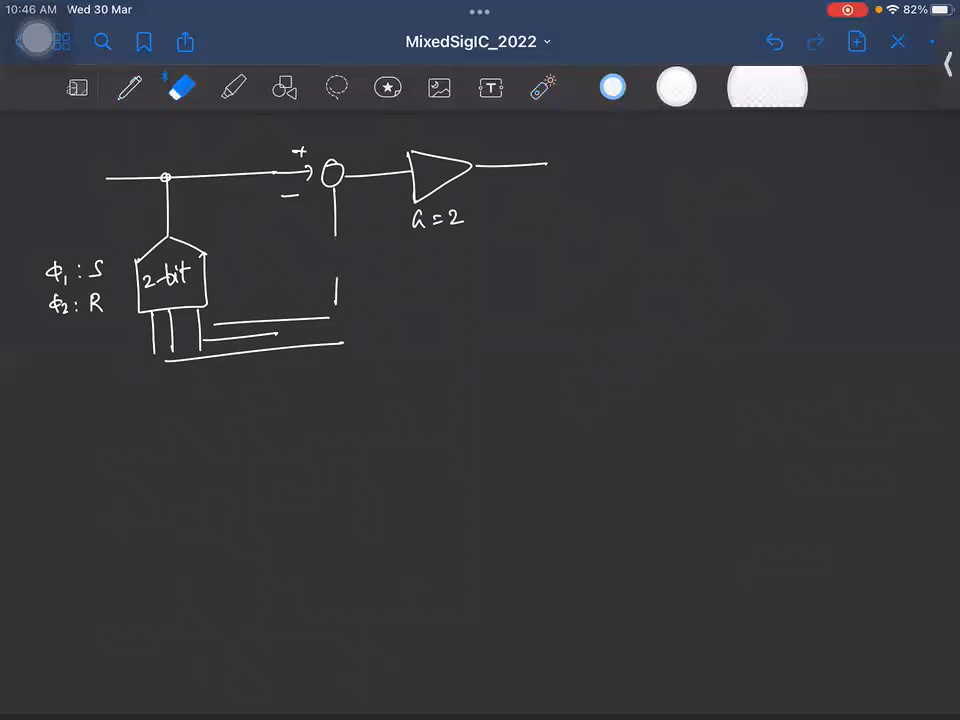 10:46 AM Wed 30 Mar
82%
MixedSigIC_2022
T
+
−
G = 2
2-bit
Φ1 : S
Φ2 : R